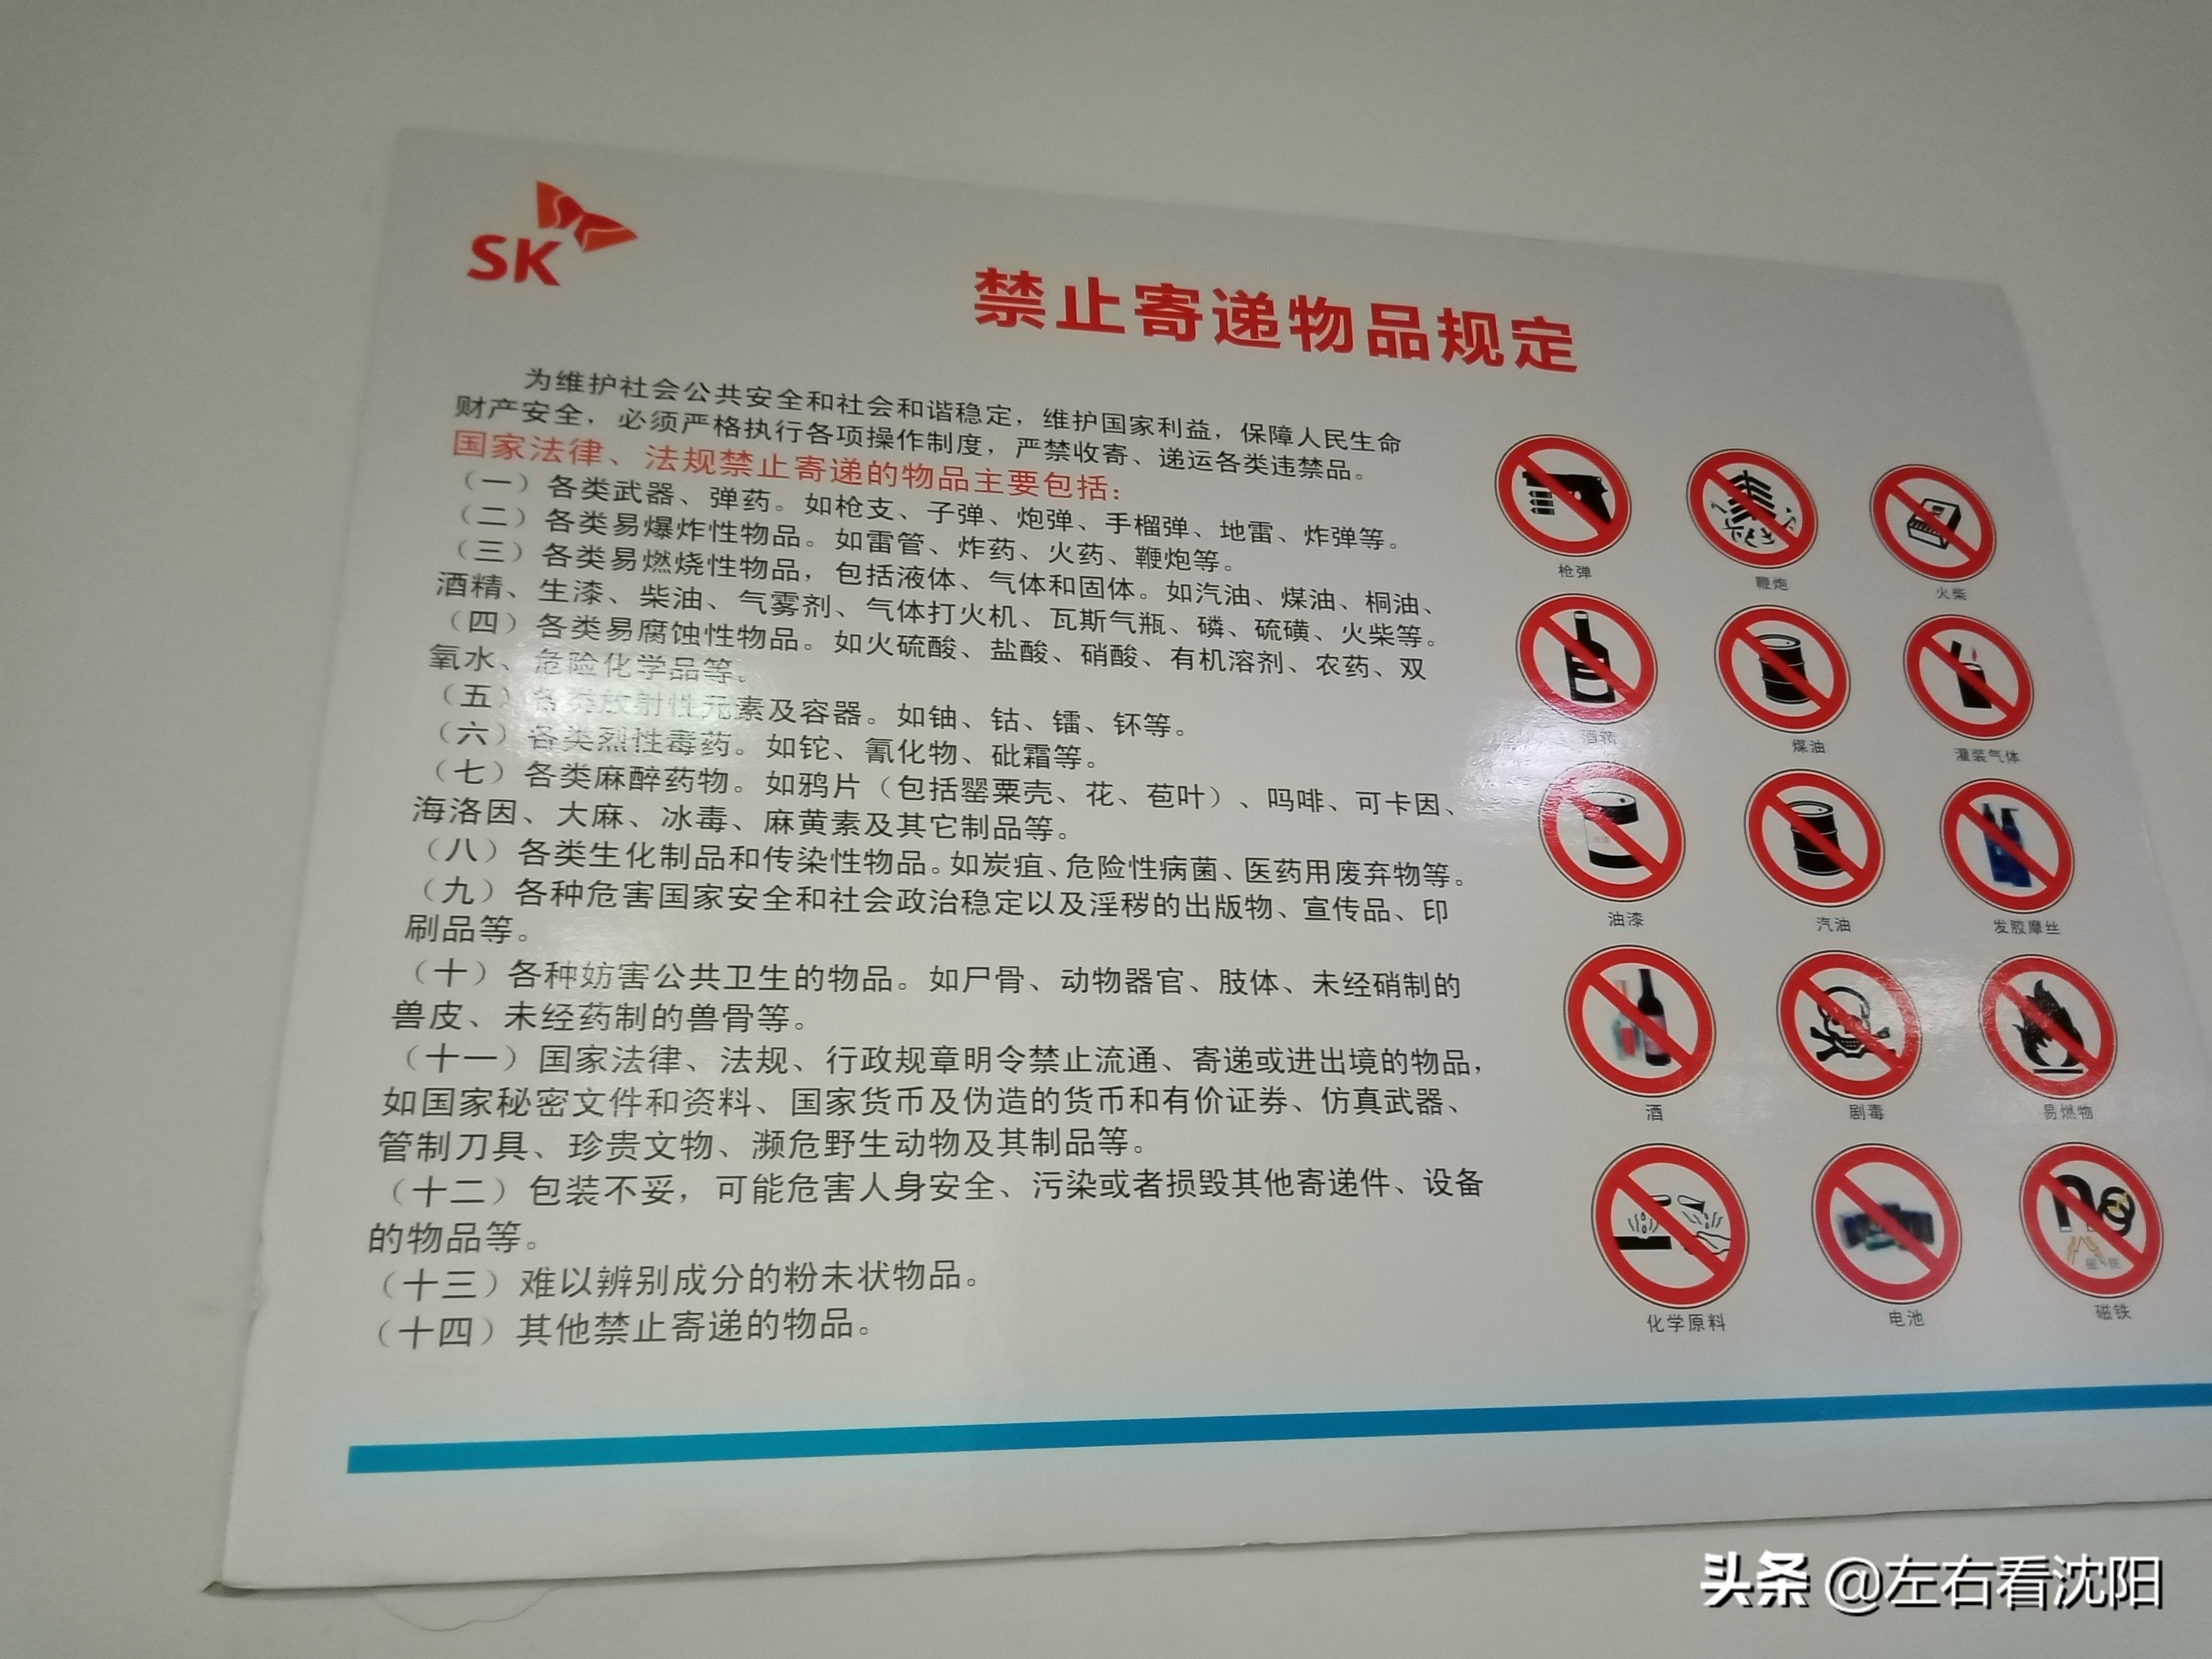 SK
禁止寄递物品规定
为维护社会公共安全和社会和谐稳定，维护国家利益，保障人民生命
财产安全，必须严格执行各项操作制度，严禁收寄、递运各类违禁品。
国家法律、法规禁止寄递的物品主要包括：
（一）各类武器、弹药。如枪支、子弹、炮弹、手榴弹、地雷、炸弹等。
（二）各类易爆炸性物品。如雷管、炸药、火药、鞭炮等。
（三）各类易燃烧性物品，包括液体、气体和固体。如汽油、煤油、桐油、
酒精、生漆、柴油、气雾剂、气体打火机、瓦斯气瓶、磷、硫磺、火柴等。
（四）各类易腐蚀性物品。如火硫酸、盐酸、硝酸、有机溶剂、农药、双
氧水、危险化学品等。
（五）各类放射性元素及容器。如铀、钴、镭、钚等。
（六）各类烈性毒药。如铊、氰化物、砒霜等。
（七）各类麻醉药物。如鸦片（包括罂粟壳、花、苞叶）、吗啡、可卡因、
海洛因、大麻、冰毒、麻黄素及其它制品等。
（八）各类生化制品和传染性物品。如炭疽、危险性病菌、医药用废弃物等。
（九）各种危害国家安全和社会政治稳定以及淫秽的出版物、宣传品、印
刷品等。
（十）各种妨害公共卫生的物品。如尸骨、动物器官、肢体、未经硝制的
兽皮、未经药制的兽骨等。
（十一）国家法律、法规、行政规章明令禁止流通、寄递或进出境的物品，
如国家秘密文件和资料、国家货币及伪造的货币和有价证券、仿真武器、
管制刀具、珍贵文物、濒危野生动物及其制品等。
（十二）包装不妥，可能危害人身安全、污染或者损毁其他寄递件、设备
的物品等。
（十三）难以辨别成分的粉未状物品。
（十四）其他禁止寄递的物品。
枪弹
鞭炮
火柴
酒精
煤油
灌装气体
油漆
汽油
发胶摩丝
酒
剧毒
易燃物
化学原料
电池
磁铁
磁铁
头条 @左右看沈阳